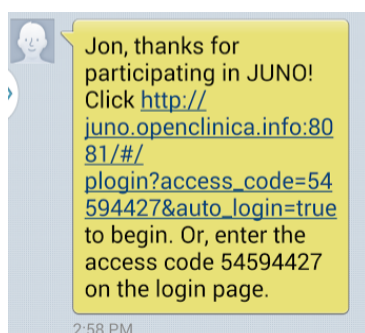 Jon, thanks for
participating in JUNO!
Click http://
juno.openclinica.info:80
81/#/
plogin?access_code=54
594427&auto_login=true
to begin. Or, enter the
access code 54594427
on the login page.
2:58 PM